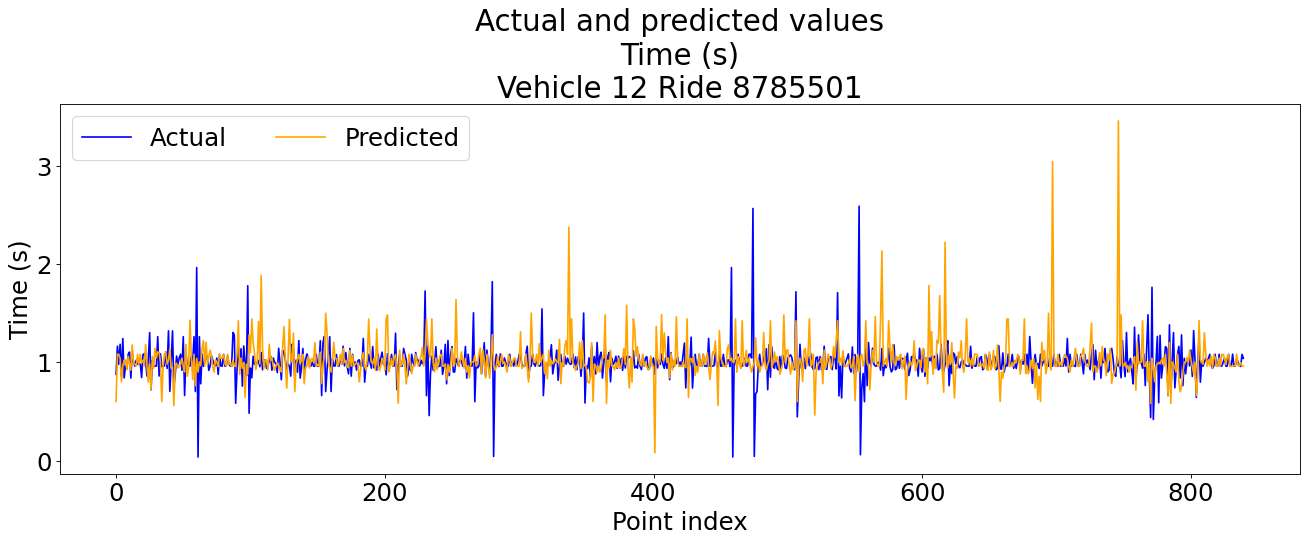 Actual and predicted values
Time (s)
Vehicle 12 Ride 8785501
Actual
Predicted
3
2
1
0
Time (s)
0
200
400
600
800
Point index